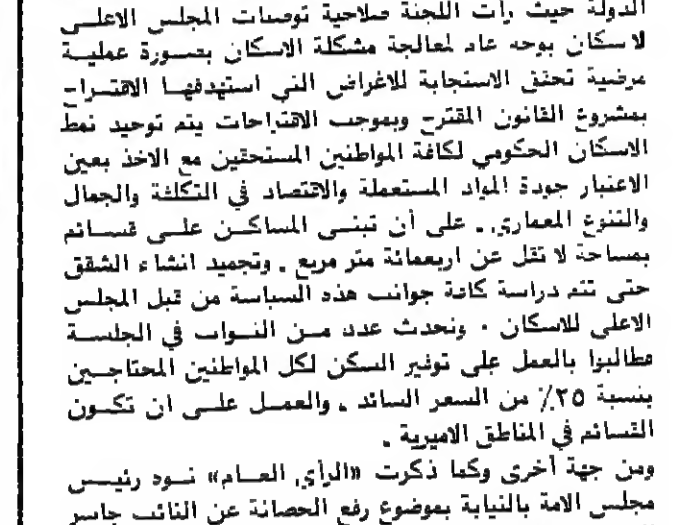 الدولة حيث رات اللجنة صلاحية توصيات المجلس الاعلى
لاسكان بوجه عام لمعالجة مشكلة الاسكان بصورة عملية
مرضية تحقق الاستجابة للاغراض التي استهدفها الاقتراح
بمشروع القانون المقترح وبموجب الاقتراحات يتم توحيد نمط
الاسكان الحكومي لكافة المواطنين المستحقين مع الاخذ بعين
الاعتبار جودة المواد المستعملة والاقتصاد في التكلفة والجمال
والتنوع المعماري . على أن تبنى المساكن على قسائم
بمساحة لا تقل عن اربعمائة متر مربع . وتجميد انشاء الشقق
حتى تتم دراسة كافة جوانب هذه السياسة من قبل المجلس
الاعلى للاسكان . وتحدث عدد من النواب في الجلسة
مطالبوا بالعمل على توفير السكن لكل المواطنين المحتاجين
بنسبة ٢٥٪ من السعر السائد . والعمل على ان تكون
القسائم في المناطق الاميرية .
ومن جهة أخرى وكما ذكرت «الرأي العام» نوه رئيس
مجلس الامة بالنيابة بموضوع رفع الحصانة عن النائب جاسر